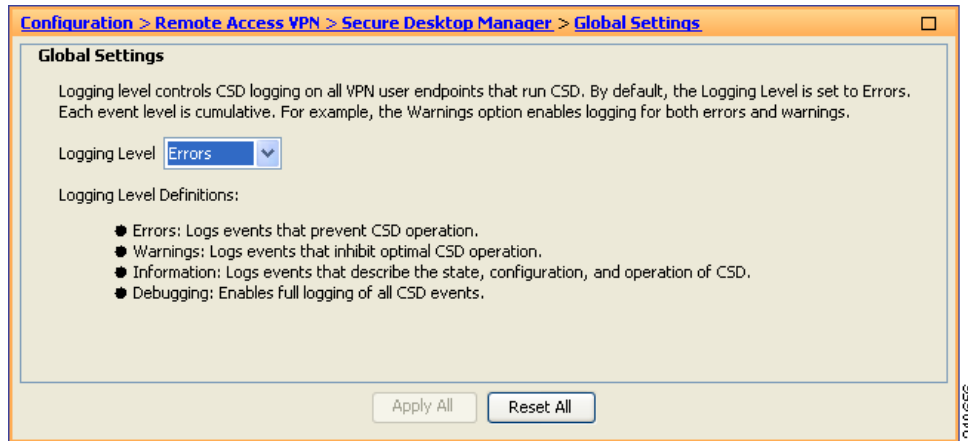 Configuration > Remote Access VPN > Secure Desktop Manager > Global Settings
Global Settings
Logging level controls CSD logging on all VPN user endpoints that run CSD. By default, the Logging Level is set to Errors.
Each event level is cumulative. For example, the Warnings option enables logging for both errors and warnings.
Logging Level Errors
Logging Level Definitions:
Errors: Logs events that prevent CSD operation.
Warnings: Logs events that inhibit optimal CSD operation.
Information: Logs events that describe the state, configuration, and operation of CSD.
Debugging: Enables full logging of all CSD events.
Apply All Reset All